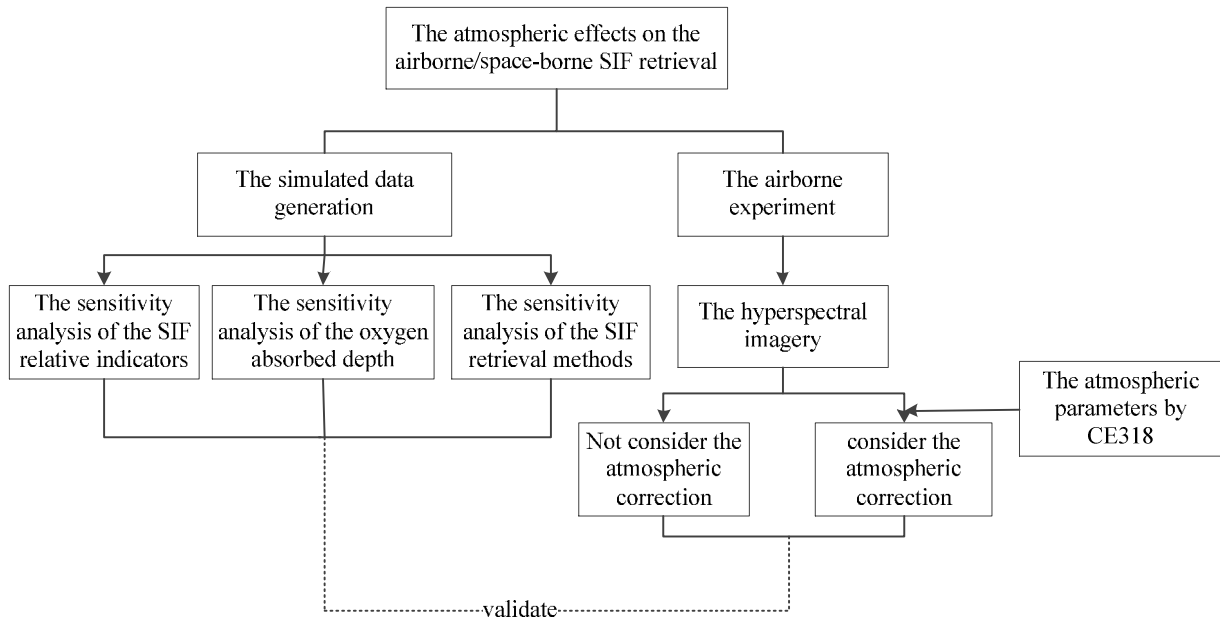 The atmospheric effects on the
airborne/space-borne SIF retrieval
The simulated data
generation
The airborne
experiment
The sensitivity
analysis of the SIF
relative indicators
The sensitivity
analysis of the oxygen
absorbed depth
The sensitivity
analysis of the SIF
retrieval methods
The hyperspectral
imagery
The atmospheric
parameters by
CE318
Not consider the
atmospheric
correction
consider the
atmospheric
correction
validate